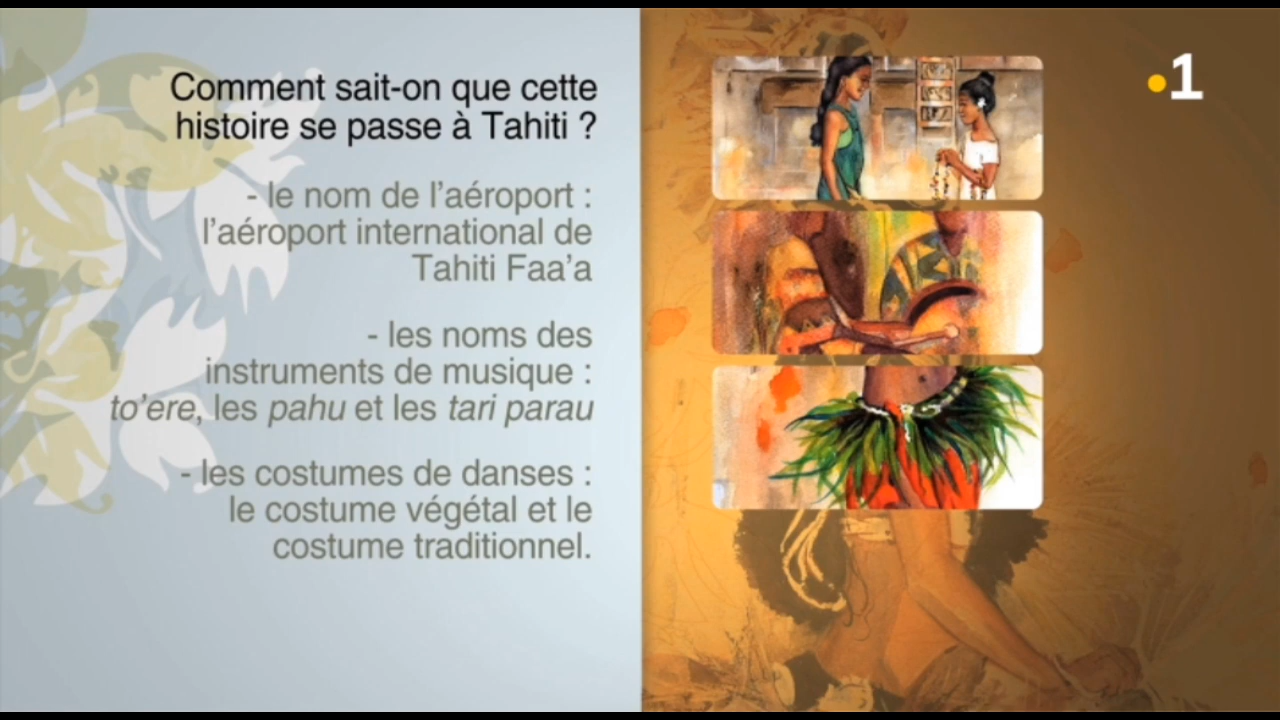 Comment sait-on que cette
histoire se passe à Tahiti ?
- le nom de l’aéroport :
l’aéroport international de
Tahiti Faa’a
- les noms des
instruments de musique :
to’ere, les pahu et les tari parau
- les costumes de danses :
le costume végétal et le
costume traditionnel.
1